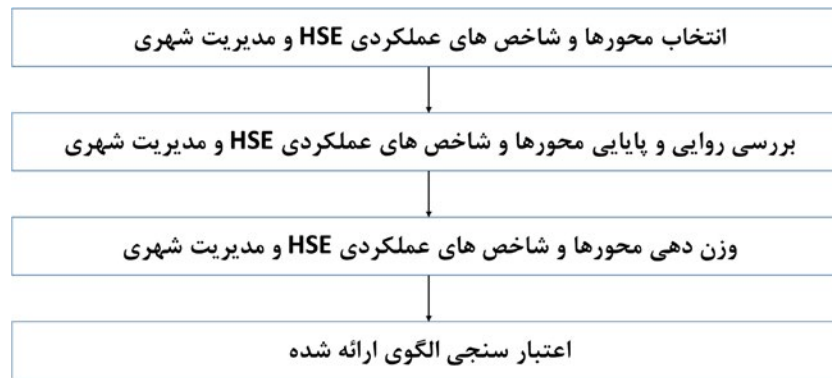 انتخاب محورها و شاخص های عملکردی HSE و مدیریت شهری
بررسی روایی و پایایی محورها و شاخص های عملکردی HSE و مدیریت شهری
وزن دهی محورها و شاخص های عملکردی HSE و مدیریت شهری
اعتبار سنجی الگوی ارائه شده